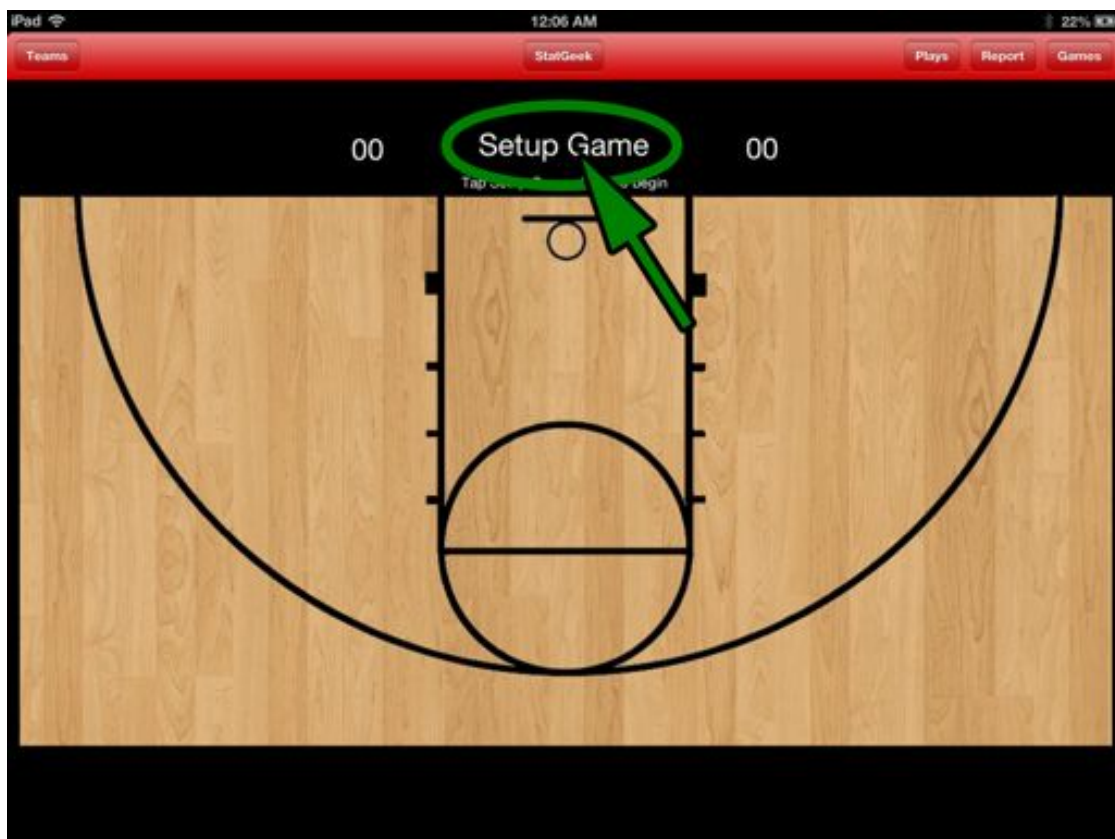 iPad 12:06 AM 22%
Teams StatGeek Plays Report Games
00 Setup Game 00
Tap Begin